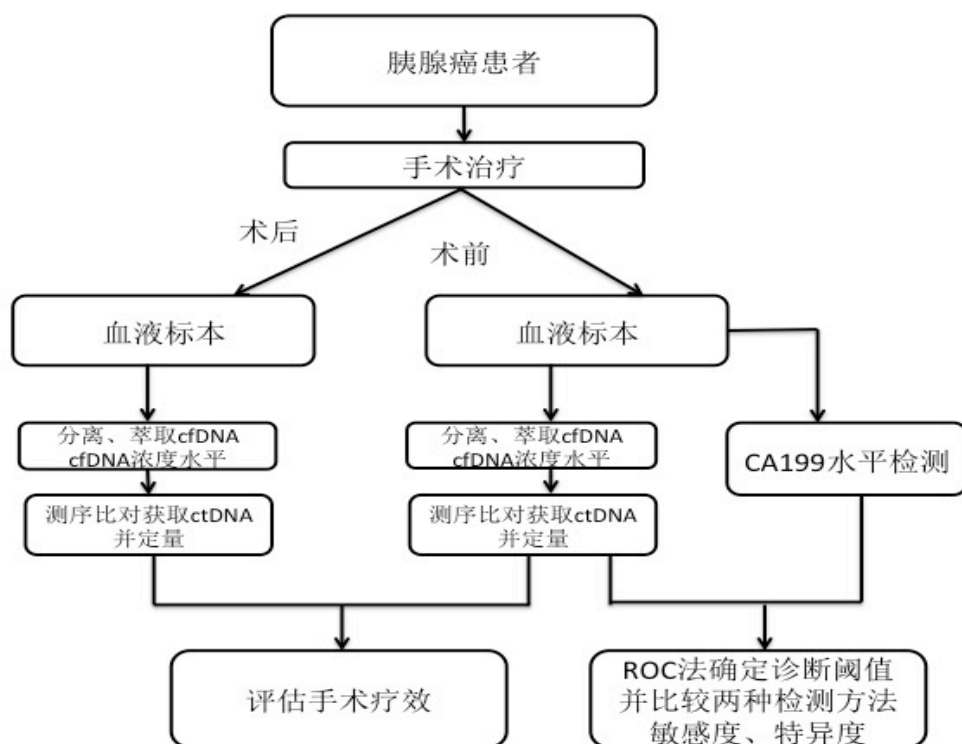 胰腺癌患者
手术治疗
术后
术前
血液标本
血液标本
分离、萃取cfDNA
cfDNA浓度水平
分离、萃取cfDNA
cfDNA浓度水平
CA199水平检测
测序比对获取ctDNA
并定量
测序比对获取ctDNA
并定量
评估手术疗效
ROC法确定诊断阈值
并比较两种检测方法
敏感度、特异度